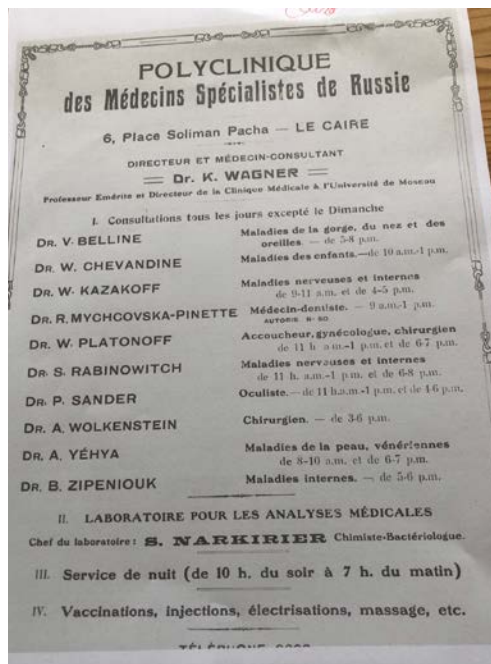 POLYCLINIQUE
des Médecins Spécialistes de Russie
6, Place Soliman Pacha — LE CAIRE
DIRECTEUR ET MÉDECIN-CONSULTANT
Dr. K. WAGNER
Professeur Emérite et Directeur de la Clinique Médicale à l'Université de Moscou
I. Consultations tous les jours excepté le Dimanche
DR. V. BELLINE Maladies de la gorge, du nez et des
oreilles. — de 5-8 p.m.
DR. W. CHEVANDINE Maladies des enfants.—de 10 a.m.-1 p.m.
DR. W. KAZAKOFF Maladies nerveuses et internes
de 9-11 a.m. et de 4-5 p.m.
DR. R. MYCHCOVSKA-PINETTE Médecin-dentiste. — 9 a.m.-1 p.m.
AUTORIS. N· 60
DR. W. PLATONOFF Accoucheur, gynécologue, chirurgien
de 11 h a.m.-1 p.m. et de 6-7 p.m.
DR. S. RABINOWITCH Maladies nerveuses et internes
de 11 h. a.m.-1 p.m. et de 6-8 p.m.
DR. P. SANDER Oculiste.—de 11 h.a.m.-1 p.m. et de 4-6 p.m.
DR. A. WOLKENSTEIN Chirurgien. — de 3-6 p.m.
DR. A. YÉHYA Maladies de la peau, vénériennes
de 8-10 a.m. et de 6-7 p.m.
DR. B. ZIPENIOUK Maladies internes. — de 5-6 p.m.
II. LABORATOIRE POUR LES ANALYSES MÉDICALES
Chef du laboratoire: S. NARKIRIER Chimiste-Bactériologue.
III. Service de nuit (de 10 h. du soir à 7 h. du matin)
IV. Vaccinations, injections, électrisations, massage, etc.
TÉLÉPHONE